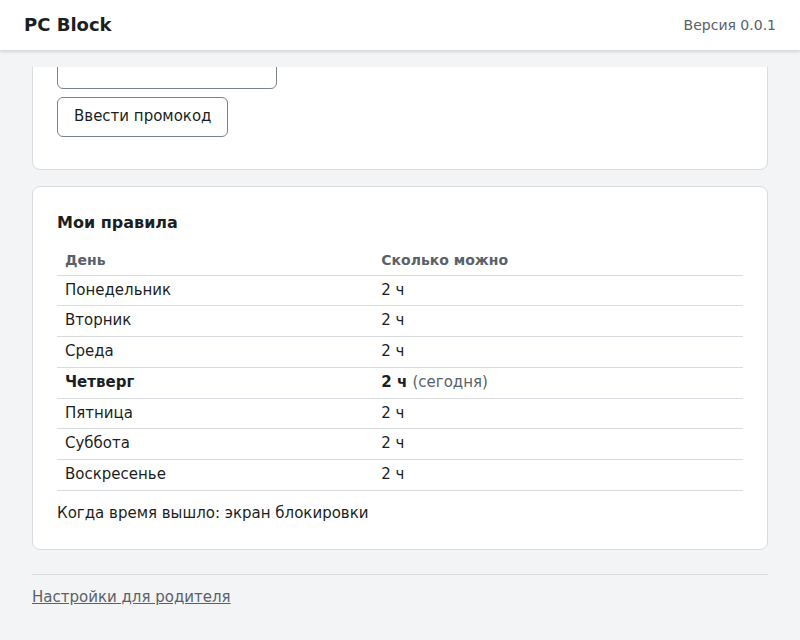 PC Block
Версия 0.0.1
Ввести промокод
Мои правила
День Сколько можно
Понедельник 2 ч
Вторник 2 ч
Среда 2 ч
Четверг 2 ч (сегодня)
Пятница 2 ч
Суббота 2 ч
Воскресенье 2 ч
Когда время вышло: экран блокировки
Настройки для родителя